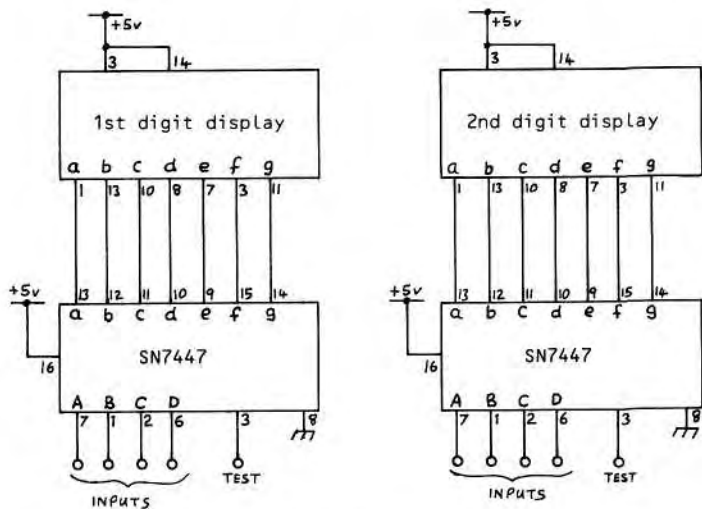 +5v +5v
3 14 3 14
1st digit display 2nd digit display
a b c d e f g a b c d e f g
1 13 10 8 7 3 11 1 13 10 8 7 3 11
+5v +5v
13 12 11 10 9 15 14 13 12 11 10 9 15 14
a b c d e f g a b c d e f g
SN7447 SN7447
16 16
A B C D A B C D
7 1 2 6 3 8 7 1 2 6 3 8
TEST TEST
INPUTS INPUTS